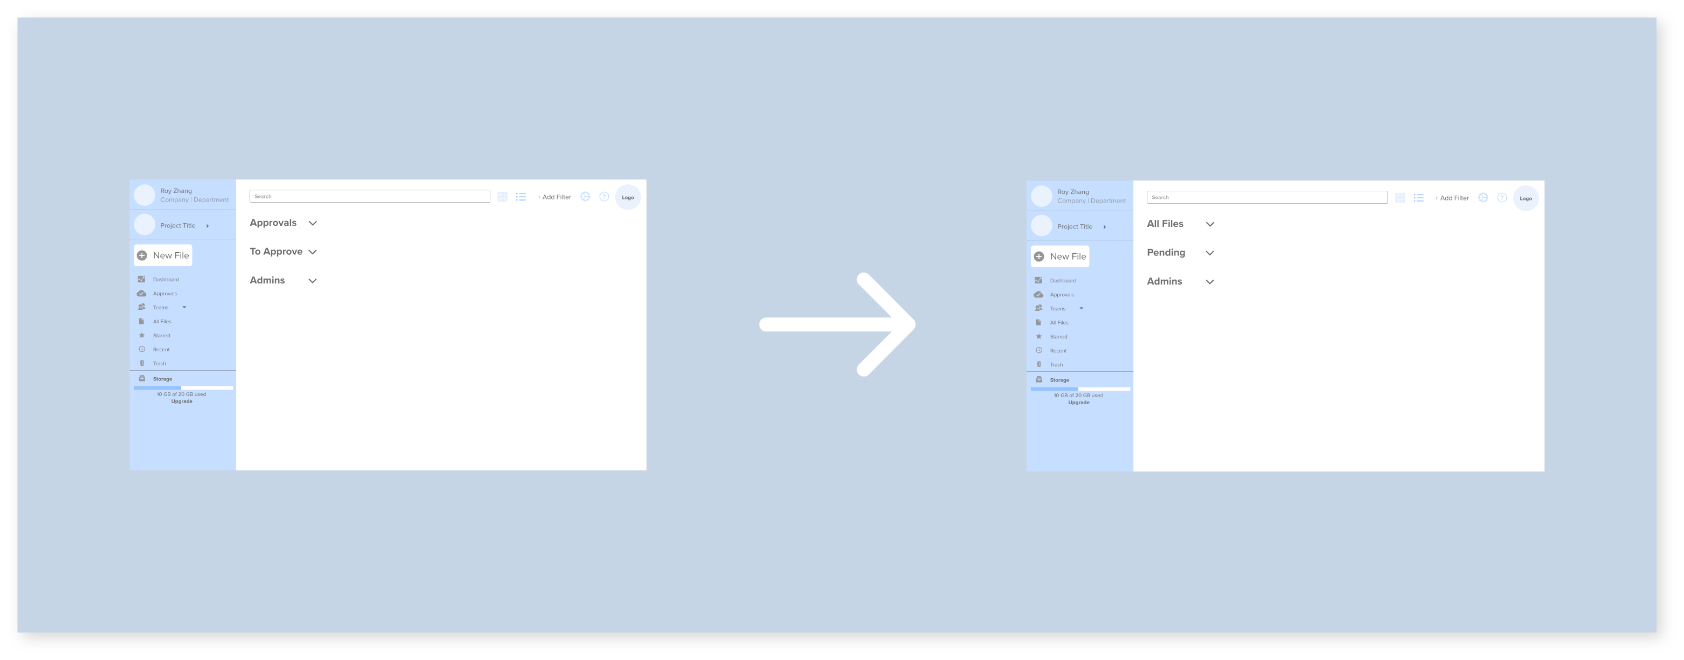 Roy Zhang
Company | Department
Project Title
New File
Dashboard
Approvals
Teams
All Files
Starred
Recent
Trash
Storage
10 GB of 20 GB used
Upgrade
Search
+ Add Filter
?
Logo
Approvals
To Approve
Admins
Roy Zhang
Company | Department
Project Title
New File
Dashboard
Approvals
Teams
All Files
Starred
Recent
Trash
Storage
10 GB of 20 GB used
Upgrade
Search
+ Add Filter
?
Logo
All Files
Pending
Admins